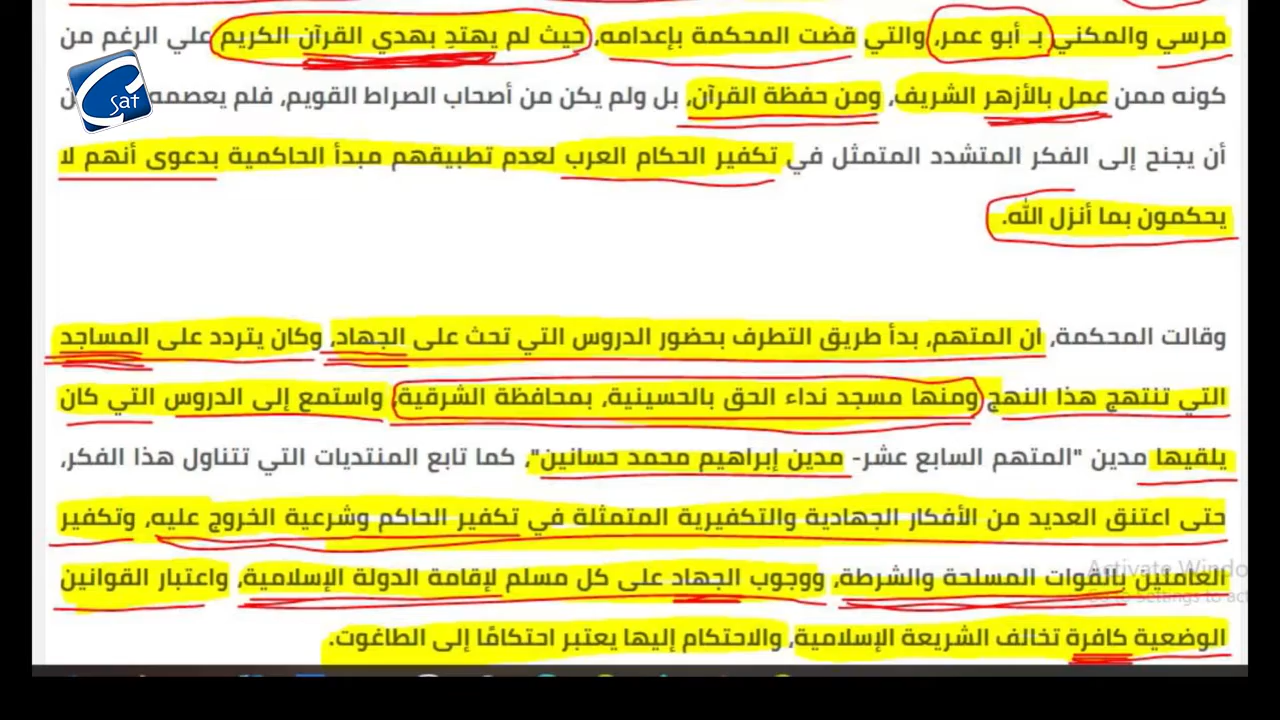 مرسي والمكني بـ أبو عمر، والتي قضت المحكمة بإعدامه، حيث لم يهتدِ بهدي القرآن الكريم علي الرغم من
كونه ممن عمل بالأزهر الشريف، ومن حفظة القرآن، بل ولم يكن من أصحاب الصراط القويم، فلم يعصمه
أن يجنح إلى الفكر المتشدد المتمثل في تكفير الحكام العرب لعدم تطبيقهم مبدأ الحاكمية بدعوى أنهم لا
يحكمون بما أنزل الله.
وقالت المحكمة، ان المتهم، بدأ طريق التطرف بحضور الدروس التي تحث على الجهاد، وكان يتردد على المساجد
التي تنتهج هذا النهج ومنها مسجد نداء الحق بالحسينية، بمحافظة الشرقية، واستمع إلى الدروس التي كان
يلقيها مدين "المتهم السابع عشر- مدين إبراهيم محمد حسانين"، كما تابع المنتديات التي تتناول هذا الفكر،
حتى اعتنق العديد من الأفكار الجهادية والتكفيرية المتمثلة في تكفير الحاكم وشرعية الخروج عليه، وتكفير
العاملين بالقوات المسلحة والشرطة، ووجوب الجهاد على كل مسلم لإقامة الدولة الإسلامية، واعتبار القوانين
الوضعية كافرة تخالف الشريعة الإسلامية، والاحتكام إليها يعتبر احتكامًا إلى الطاغوت.
Sat
Activate Windo